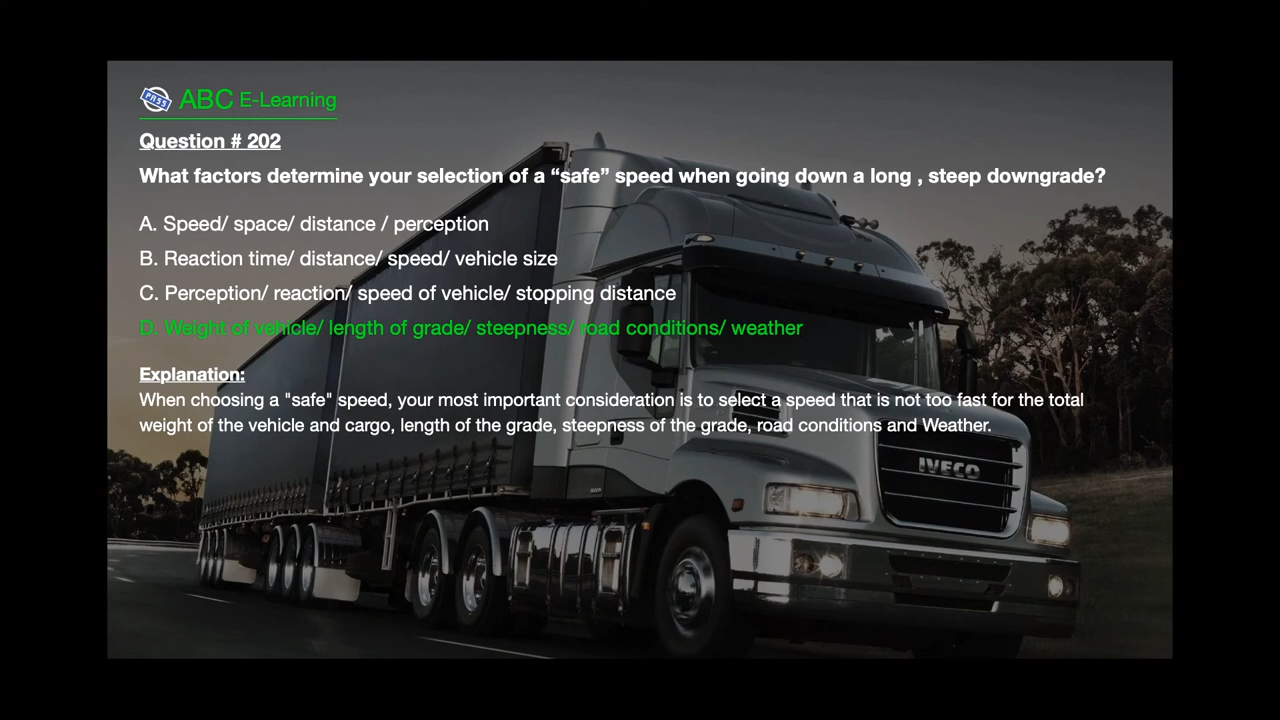 PASS ABC E-Learning
Question # 202
What factors determine your selection of a “safe” speed when going down a long , steep downgrade?
A. Speed/ space/ distance / perception
B. Reaction time/ distance/ speed/ vehicle size
C. Perception/ reaction/ speed of vehicle/ stopping distance
D. Weight of vehicle/ length of grade/ steepness/ road conditions/ weather
Explanation:
When choosing a "safe" speed, your most important consideration is to select a speed that is not too fast for the total
weight of the vehicle and cargo, length of the grade, steepness of the grade, road conditions and Weather.
IVECO